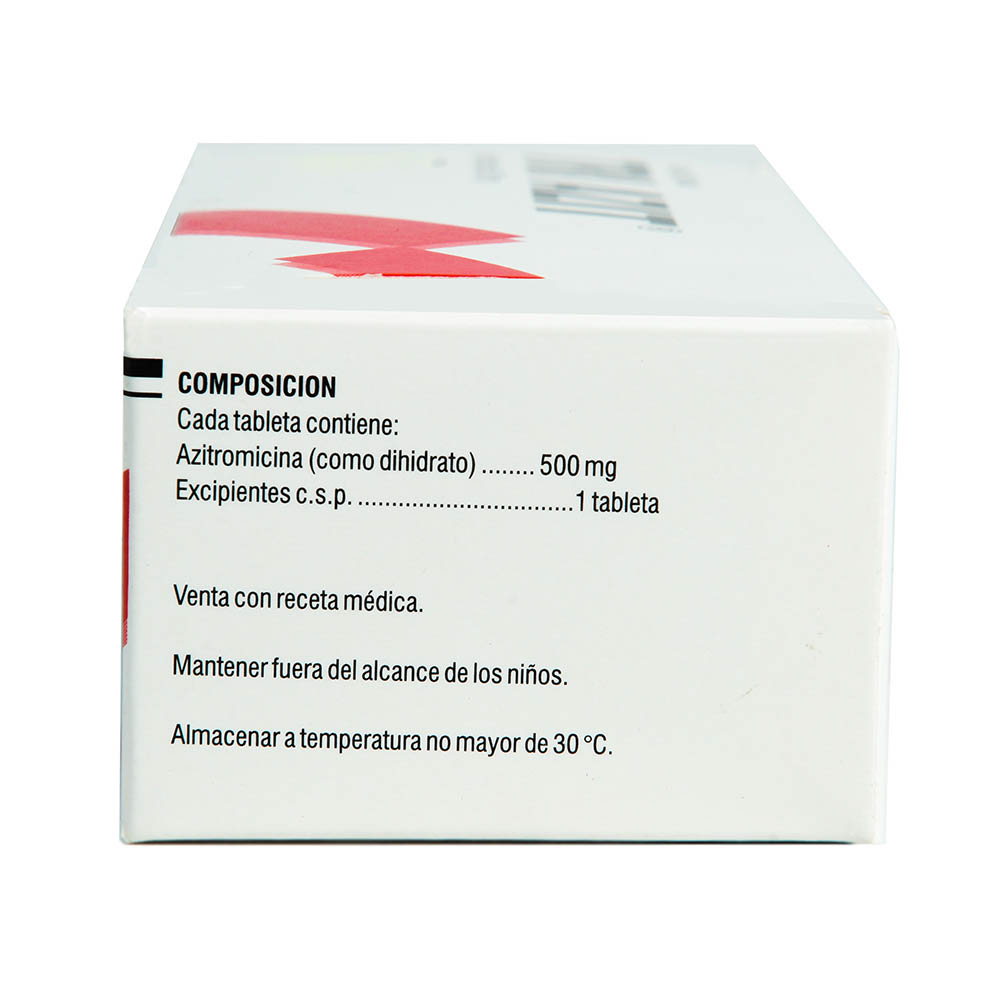 COMPOSICION
Cada tableta contiene:
Azitromicina (como dihidrato) ........ 500 mg
Excipientes c.s.p. ................................ 1 tableta
Venta con receta médica.
Mantener fuera del alcance de los niños.
Almacenar a temperatura no mayor de 30 °C.